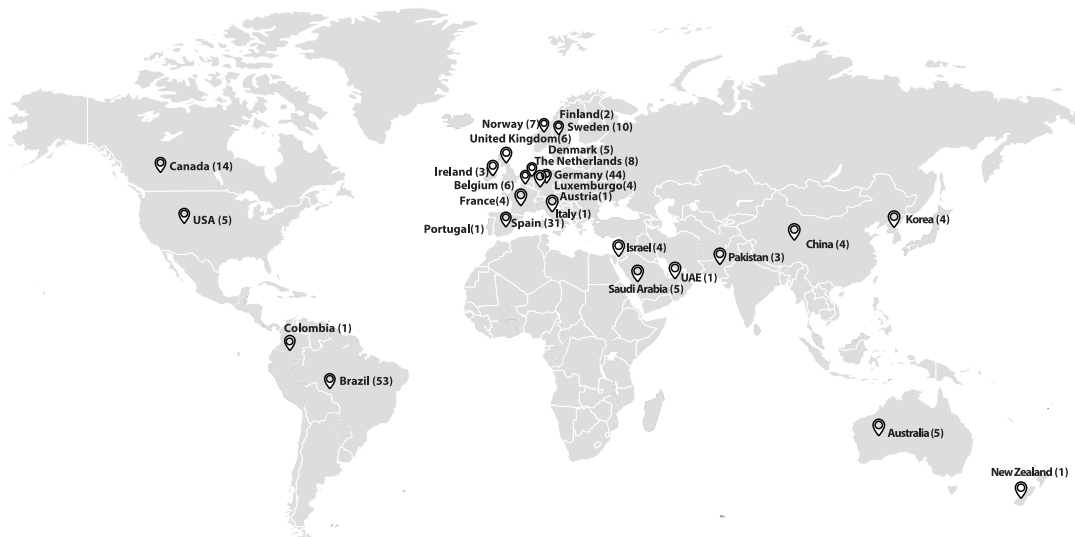 Finland(2)
Norway (7)
Sweden (10)
United Kingdom(6)
Denmark (5)
The Netherlands (8)
Canada (14)
Ireland (3)
Germany (44)
Belgium (6)
Luxemburgo(4)
Austria(1)
France(4)
Italy (1)
USA (5)
Spain (31)
Portugal(1)
Korea (4)
China (4)
Israel (4)
Pakistan (3)
UAE (1)
Saudi Arabia (5)
Colombia (1)
Brazil (53)
Australia (5)
New Zealand (1)